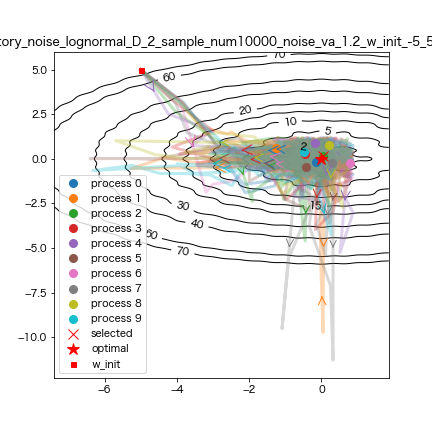 tory_noise_lognormal_D_2_sample_num10000_noise_va_1.2_w_init_-5_5
5.0
2.5
0.0
−2.5
−5.0
−7.5
−10.0
−6
−4
−2
0
70
60
20
10
5
2
15
30
40
60
70
process 0
process 1
process 2
process 3
process 4
process 5
process 6
process 7
process 8
process 9
selected
optimal
w_init